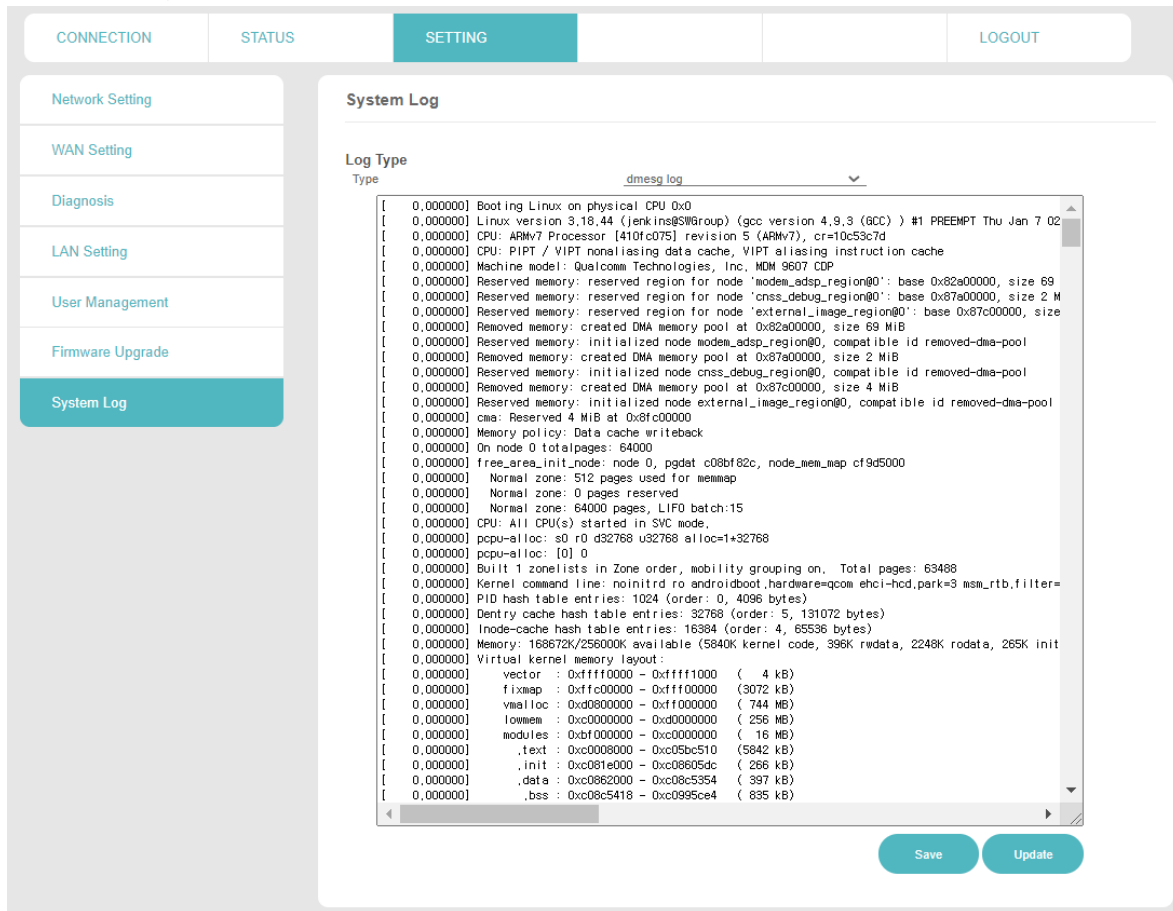 CONNECTION STATUS SETTING LOGOUT
Network Setting
WAN Setting
Diagnosis
LAN Setting
User Management
Firmware Upgrade
System Log
System Log
Log Type
Type dmesg log
[ 0.000000] Booting Linux on physical CPU 0x0
[ 0.000000] Linux version 3.18.44 (jenkins@SWGroup) (gcc version 4.9.3 (GCC) ) #1 PREEMPT Thu Jan 7 02
[ 0.000000] CPU: ARMv7 Processor [410fc075] revision 5 (ARMv7), cr=10c53c7d
[ 0.000000] CPU: PIPT / VIPT nonaliasing data cache, VIPT aliasing instruction cache
[ 0.000000] Machine model: Qualcomm Technologies, Inc. MDM 9607 CDP
[ 0.000000] Reserved memory: reserved region for node 'modem_adsp_region@0': base 0x82a00000, size 69
[ 0.000000] Reserved memory: reserved region for node 'cnss_debug_region@0': base 0x87a00000, size 2 M
[ 0.000000] Reserved memory: reserved region for node 'external_image_region@0': base 0x87c00000, size
[ 0.000000] Removed memory: created DMA memory pool at 0x82a00000, size 69 MiB
[ 0.000000] Reserved memory: initialized node modem_adsp_region@0, compatible id removed-dma-pool
[ 0.000000] Removed memory: created DMA memory pool at 0x87a00000, size 2 MiB
[ 0.000000] Reserved memory: initialized node cnss_debug_region@0, compatible id removed-dma-pool
[ 0.000000] Removed memory: created DMA memory pool at 0x87c00000, size 4 MiB
[ 0.000000] Reserved memory: initialized node external_image_region@0, compatible id removed-dma-pool
[ 0.000000] cma: Reserved 4 MiB at 0x8fc00000
[ 0.000000] Memory policy: Data cache writeback
[ 0.000000] On node 0 totalpages: 64000
[ 0.000000] free_area_init_node: node 0, pgdat c08bf82c, node_mem_map cf9d5000
[ 0.000000] Normal zone: 512 pages used for memmap
[ 0.000000] Normal zone: 0 pages reserved
[ 0.000000] Normal zone: 64000 pages, LIFO batch:15
[ 0.000000] CPU: All CPU(s) started in SVC mode.
[ 0.000000] pcpu-alloc: s0 r0 d32768 u32768 alloc=1*32768
[ 0.000000] pcpu-alloc: [0] 0
[ 0.000000] Built 1 zonelists in Zone order, mobility grouping on. Total pages: 63488
[ 0.000000] Kernel command line: noinitrd ro androidboot.hardware=qcom ehci-hcd.park=3 msm_rtb.filter=
[ 0.000000] PID hash table entries: 1024 (order: 0, 4096 bytes)
[ 0.000000] Dentry cache hash table entries: 32768 (order: 5, 131072 bytes)
[ 0.000000] Inode-cache hash table entries: 16384 (order: 4, 65536 bytes)
[ 0.000000] Memory: 168672K/256000K available (5840K kernel code, 396K rwdata, 2248K rodata, 265K init
[ 0.000000] Virtual kernel memory layout:
[ 0.000000] vector : 0xffff0000 - 0xffff1000 ( 4 kB)
[ 0.000000] fixmap : 0xffc00000 - 0xfff00000 (3072 kB)
[ 0.000000] vmalloc : 0xd0800000 - 0xff000000 ( 744 MB)
[ 0.000000] lowmem : 0xc0000000 - 0xd0000000 ( 256 MB)
[ 0.000000] modules : 0xbf000000 - 0xc0000000 ( 16 MB)
[ 0.000000] .text : 0xc0008000 - 0xc05bc510 (5842 kB)
[ 0.000000] .init : 0xc081e000 - 0xc08605dc ( 266 kB)
[ 0.000000] .data : 0xc0862000 - 0xc08c5354 ( 397 kB)
[ 0.000000] .bss : 0xc08c5418 - 0xc0995ce4 ( 835 kB)
Save Update